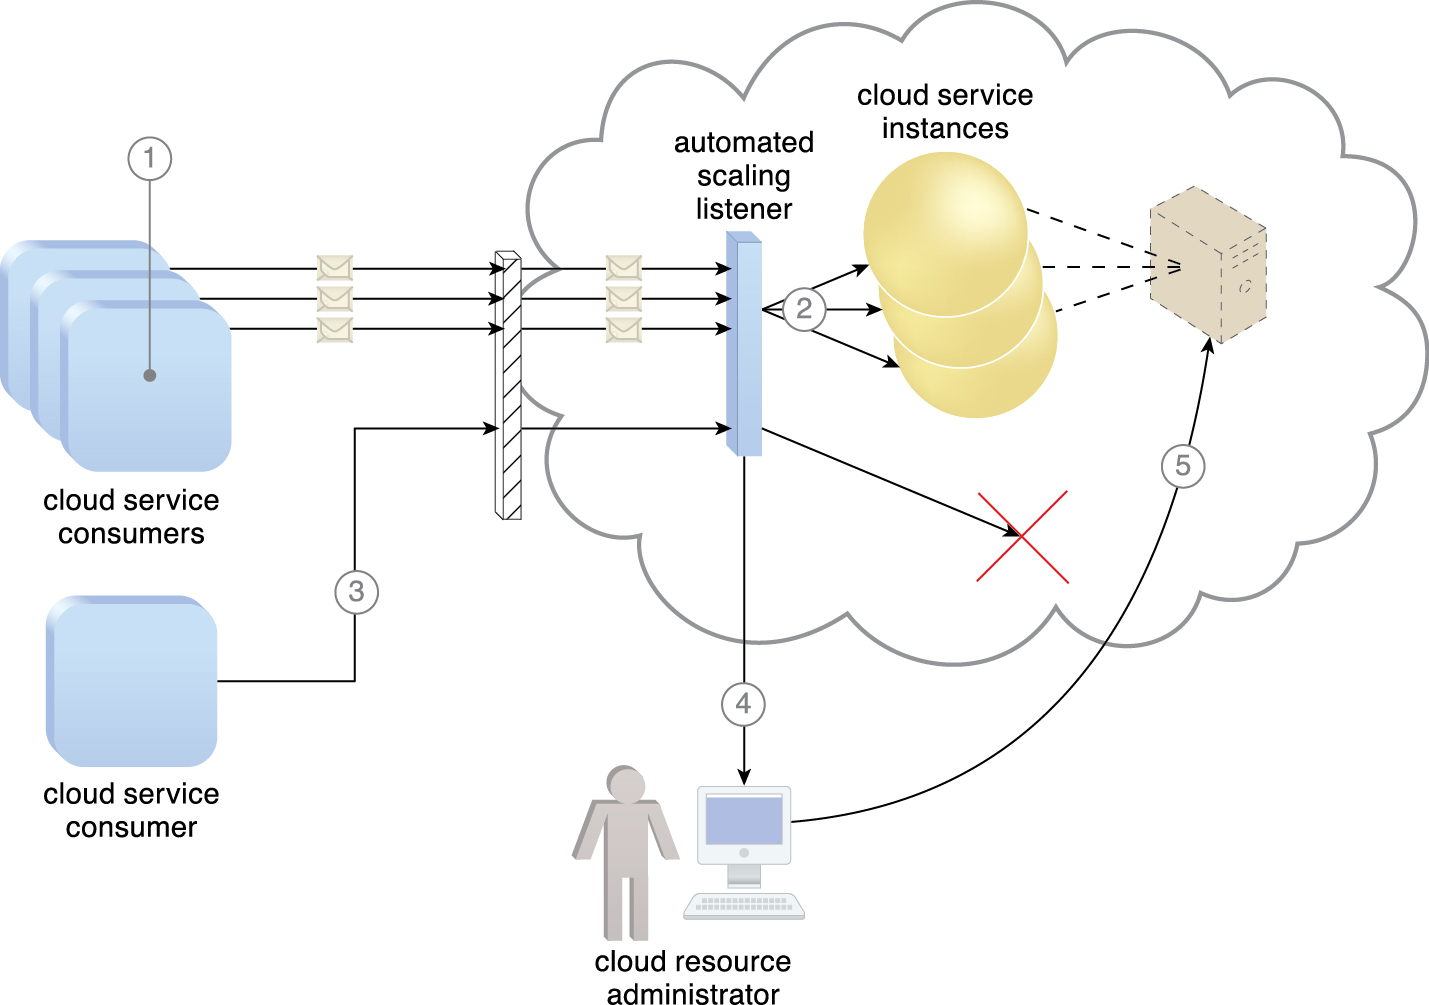 cloud service
instances
automated
scaling
listener
1
2
cloud service
consumers
3
5
4
cloud service
consumer
cloud resource
administrator